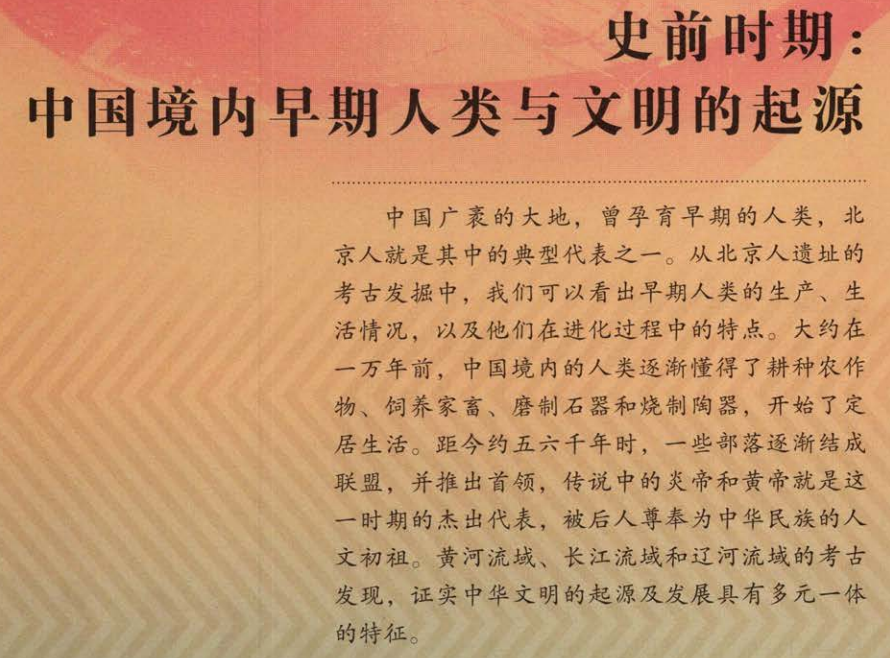 史前时期：
中国境内早期人类与文明的起源
中国广袤的大地，曾孕育早期的人类，北
京人就是其中的典型代表之一。从北京人遗址的
考古发掘中，我们可以看出早期人类的生产、生
活情况，以及他们在进化过程中的特点。大约在
一万年前，中国境内的人类逐渐懂得了耕种农作
物、饲养家畜、磨制石器和烧制陶器，开始了定
居生活。距今约五六千年时，一些部落逐渐结成
联盟，并推出首领，传说中的炎帝和黄帝就是这
一时期的杰出代表，被后人尊奉为中华民族的人
文初祖。黄河流域、长江流域和辽河流域的考古
发现，证实中华文明的起源及发展具有多元一体
的特征。